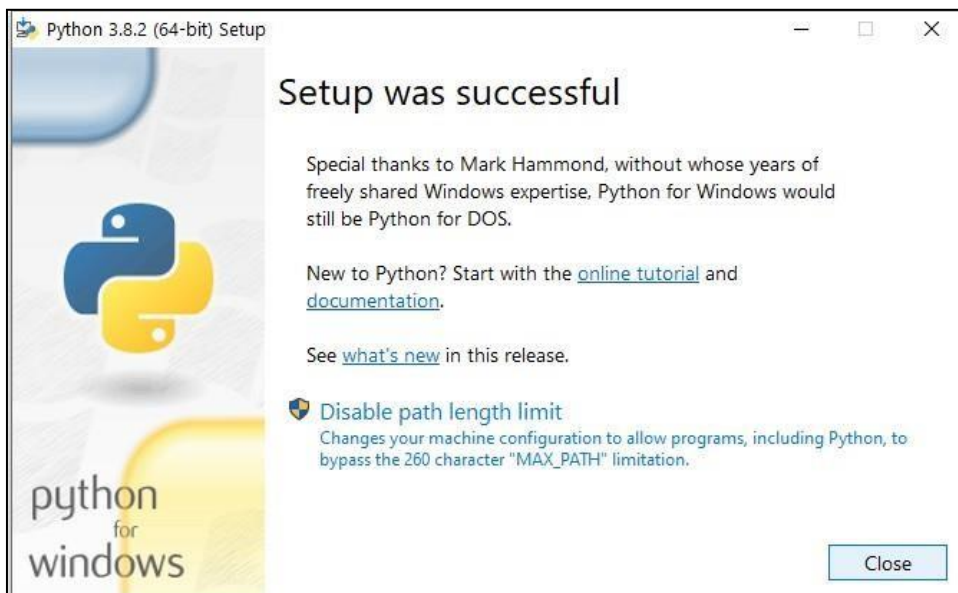 Python 3.8.2 (64-bit) Setup
Setup was successful
Special thanks to Mark Hammond, without whose years of
freely shared Windows expertise, Python for Windows would
still be Python for DOS.
New to Python? Start with the online tutorial and
documentation.
See what's new in this release.
Disable path length limit
Changes your machine configuration to allow programs, including Python, to
bypass the 260 character "MAX_PATH" limitation.
python
for
windows
Close